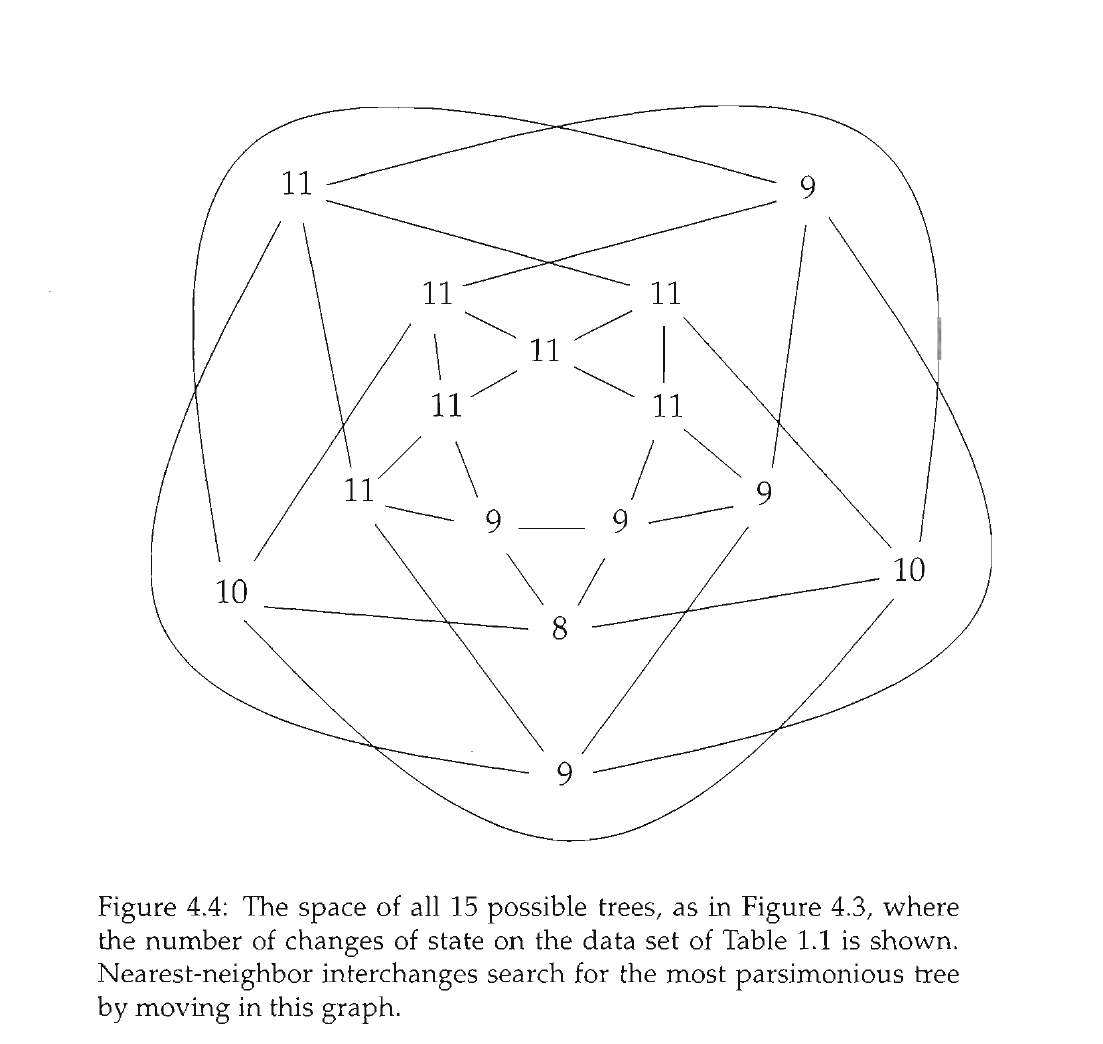 11 9
11 11
11
11 11
11 9
9 9
10 10
8
9
Figure 4.4: The space of all 15 possible trees, as in Figure 4.3, where
the number of changes of state on the data set of Table 1.1 is shown.
Nearest-neighbor interchanges search for the most parsimonious tree
by moving in this graph.